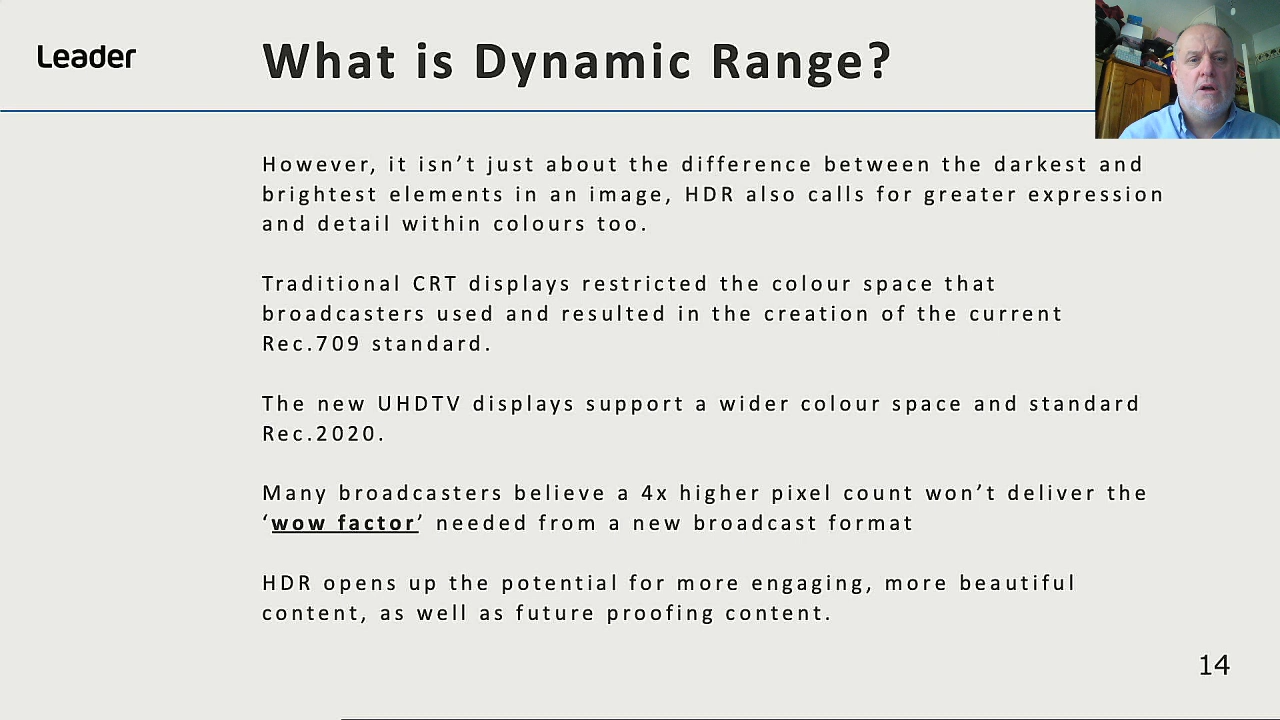 Leader
What is Dynamic Range?
However, it isn’t just about the difference between the darkest and
brightest elements in an image, HDR also calls for greater expression
and detail within colours too.
Traditional CRT displays restricted the colour space that
broadcasters used and resulted in the creation of the current
Rec.709 standard.
The new UHDTV displays support a wider colour space and standard
Rec.2020.
Many broadcasters believe a 4x higher pixel count won’t deliver the
‘wow factor’ needed from a new broadcast format
HDR opens up the potential for more engaging, more beautiful
content, as well as future proofing content.
14